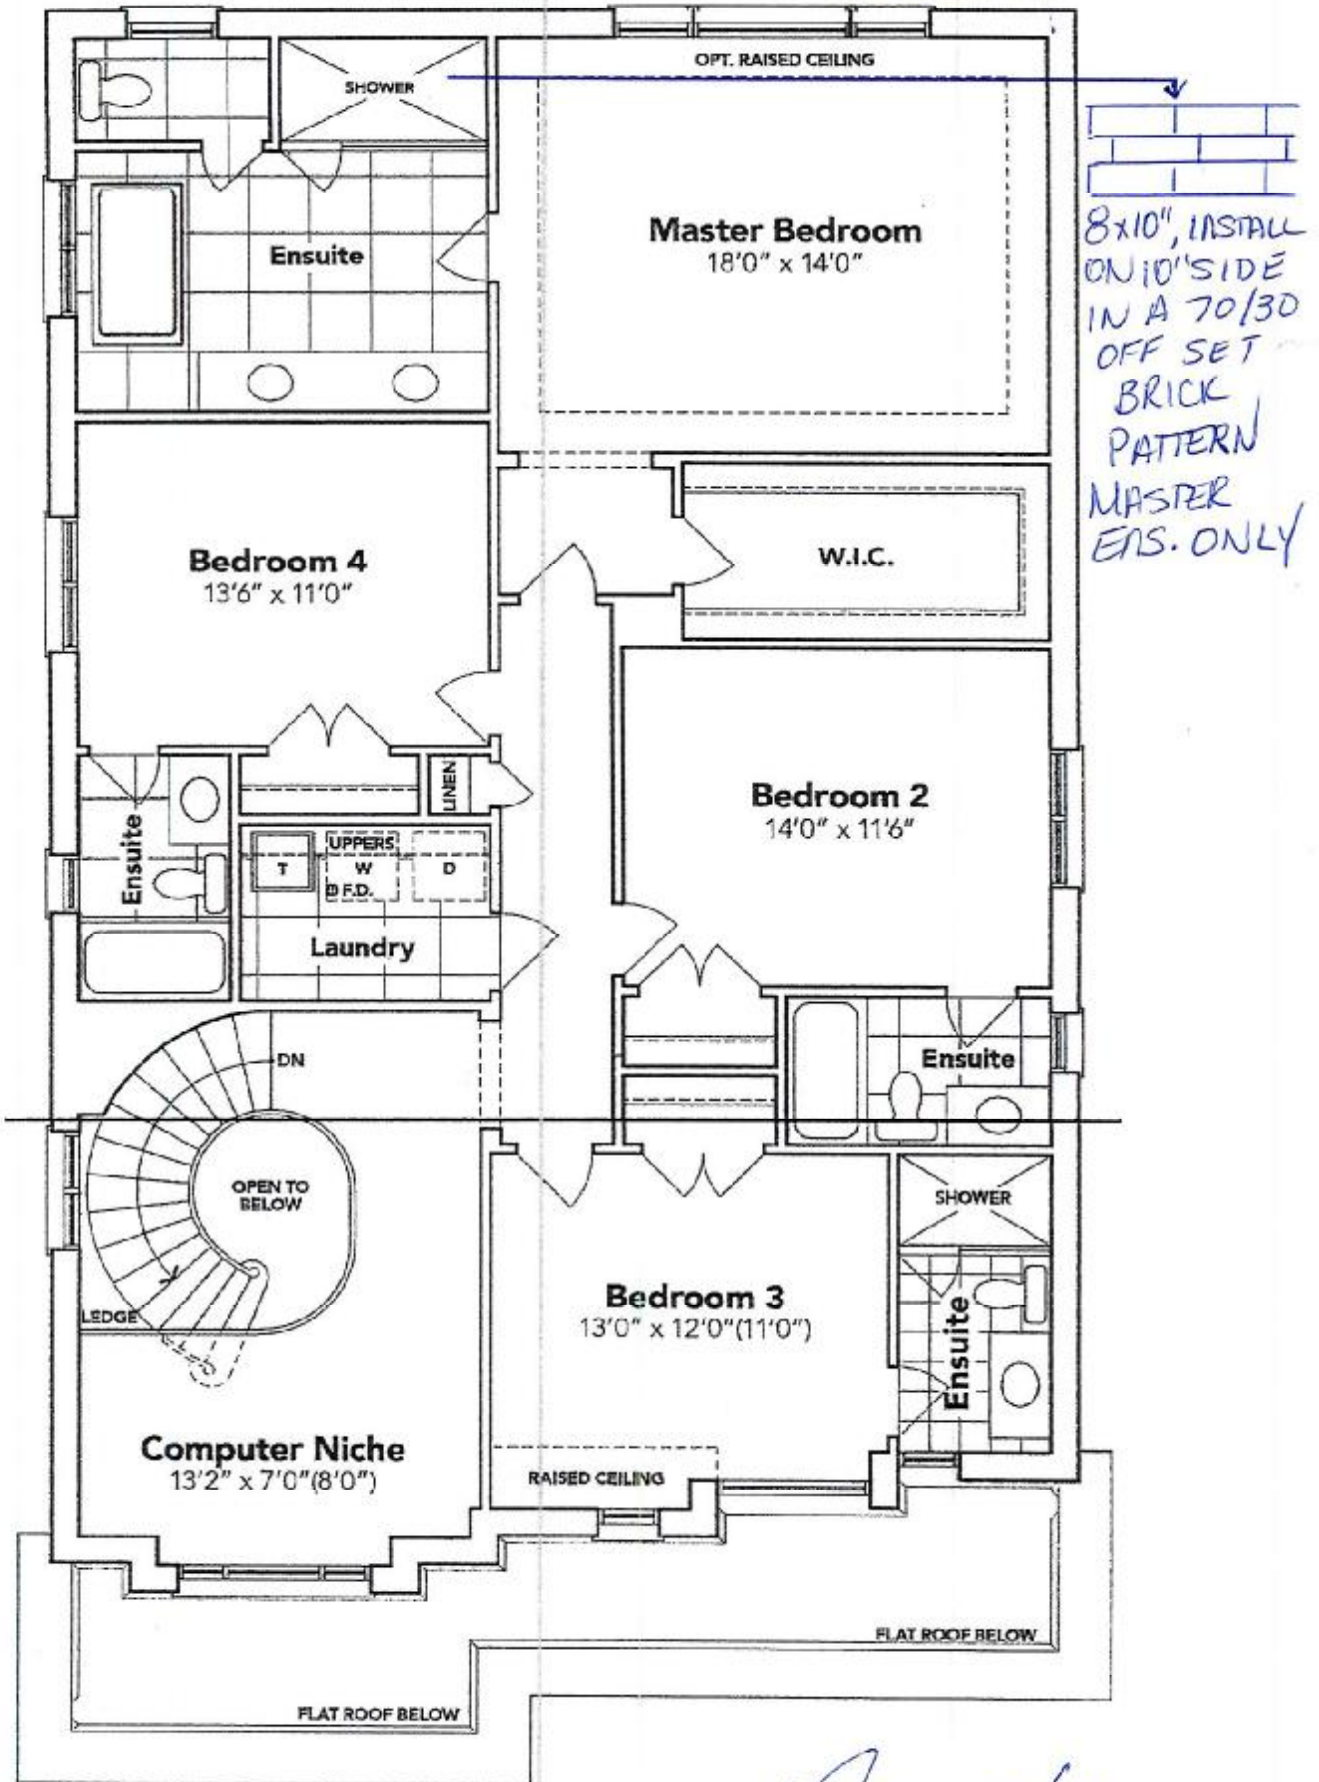 OPT. RAISED CEILING
SHOWER
Master Bedroom
18'0" x 14'0"
Ensuite
8x10", INSTALL
ON 10" SIDE
IN A 70/30
OFF SET
BRICK
PATTERN
MASTER
ENS. ONLY
Bedroom 4
13'6" x 11'0"
W.I.C.
LINEN
Bedroom 2
14'0" x 11'6"
Ensuite
UPPERS
T
W
D
F.D.
Laundry
DN
Ensuite
OPEN TO
BELOW
LEDGE
SHOWER
Bedroom 3
13'0" x 12'0"(11'0")
Ensuite
Computer Niche
13'2" x 7'0"(8'0")
RAISED CEILING
FLAT ROOF BELOW
FLAT ROOF BELOW